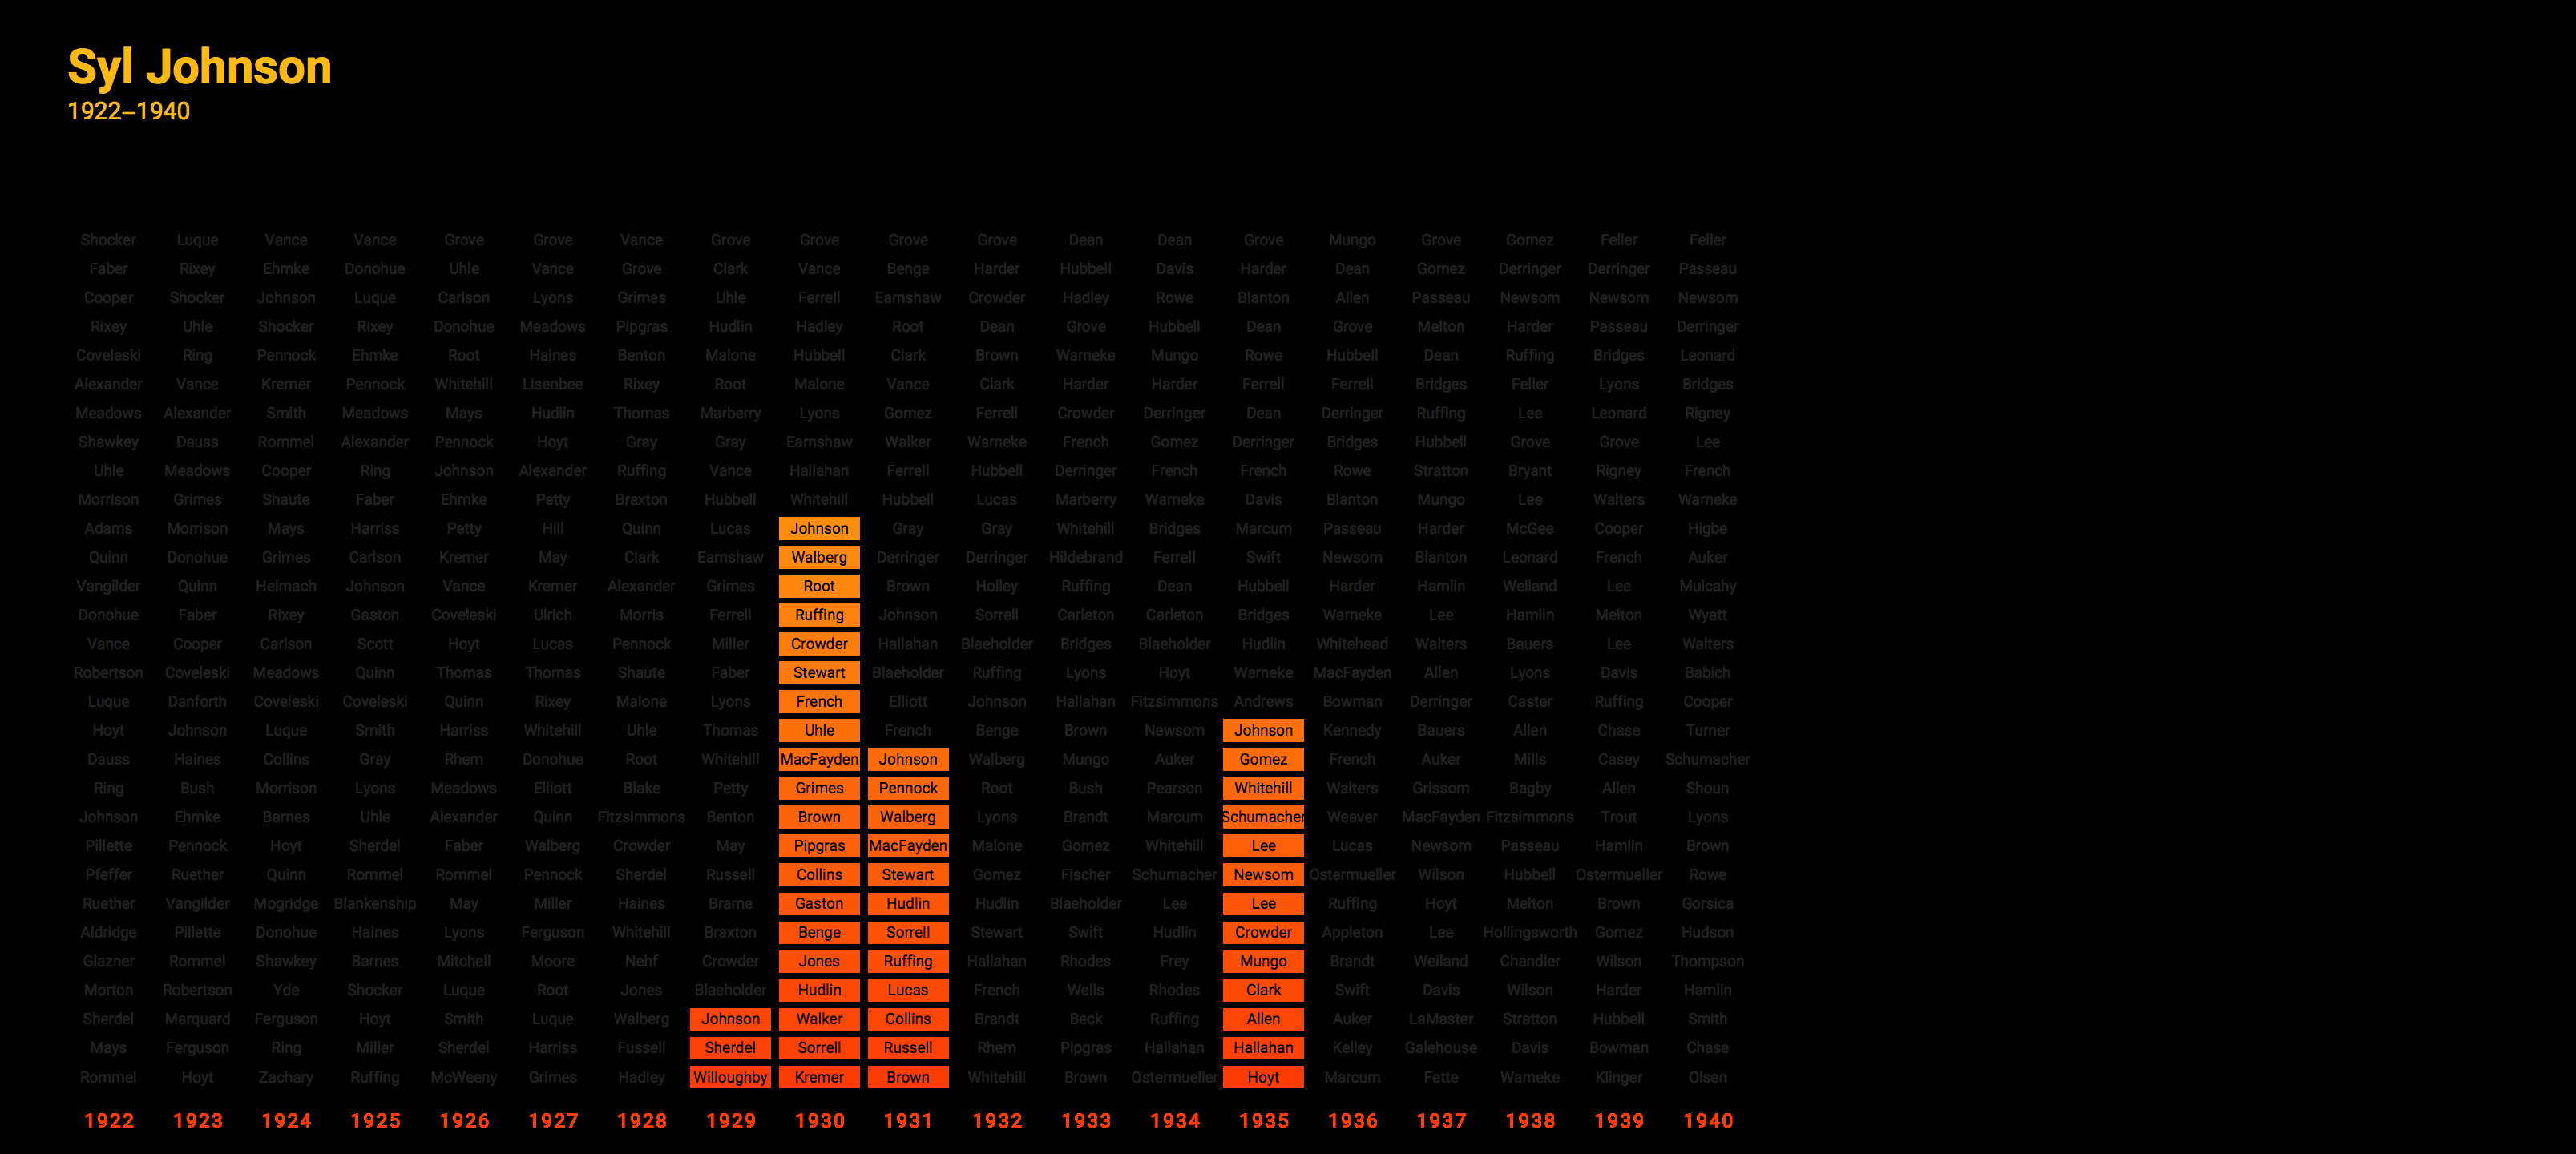 Syl Johnson
1922–1940
Shocker Luque Vance Vance Grove Grove Vance Grove Grove Grove Grove Dean Dean Grove Mungo Grove Gomez Feller Feller
Faber Rixey Ehmke Donohue Uhle Vance Grove Clark Vance Benge Harder Hubbell Davis Harder Dean Gomez Derringer Derringer Passeau
Cooper Shocker Johnson Luque Carlson Lyons Grimes Uhle Ferrell Earnshaw Crowder Hadley Rowe Blanton Allen Passeau Newsom Newsom Newsom
Rixey Uhle Shocker Rixey Donohue Meadows Pipgras Hudlin Hadley Root Dean Grove Hubbell Dean Grove Melton Harder Passeau Derringer
Coveleski Ring Pennock Ehmke Root Haines Benton Malone Hubbell Clark Brown Warneke Mungo Rowe Hubbell Dean Ruffing Bridges Leonard
Alexander Vance Kremer Pennock Whitehill Lisenbee Rixey Root Malone Vance Clark Harder Harder Ferrell Ferrell Bridges Feller Lyons Bridges
Meadows Alexander Smith Meadows Mays Hudlin Thomas Marberry Lyons Gomez Ferrell Crowder Derringer Dean Derringer Ruffing Lee Leonard Rigney
Shawkey Dauss Rommel Alexander Pennock Hoyt Gray Gray Earnshaw Walker Warneke French Gomez Derringer Bridges Hubbell Grove Grove Lee
Uhle Meadows Cooper Ring Johnson Alexander Ruffing Vance Hallahan Ferrell Hubbell Derringer French French Rowe Stratton Bryant Rigney French
Morrison Grimes Shaute Faber Ehmke Petty Braxton Hubbell Whitehill Hubbell Lucas Marberry Warneke Davis Blanton Mungo Lee Walters Warneke
Adams Morrison Mays Harriss Petty Hill Quinn Lucas Johnson Gray Gray Whitehill Bridges Marcum Passeau Harder McGee Cooper Higbe
Quinn Donohue Grimes Carlson Kremer May Clark Earnshaw Walberg Derringer Derringer Hildebrand Ferrell Swift Newsom Blanton Leonard French Auker
Vangilder Quinn Heimach Johnson Vance Kremer Alexander Grimes Root Brown Holley Ruffing Dean Hubbell Harder Hamlin Weiland Lee Mulcahy
Donohue Faber Rixey Gaston Coveleski Ulrich Morris Ferrell Ruffing Johnson Sorrell Carleton Carleton Bridges Warneke Lee Hamlin Melton Wyatt
Vance Cooper Carlson Scott Hoyt Lucas Pennock Miller Crowder Hallahan Blaeholder Bridges Blaeholder Hudlin Whitehead Walters Bauers Lee Walters
Robertson Coveleski Meadows Quinn Thomas Thomas Shaute Faber Stewart Blaeholder Ruffing Lyons Hoyt Warneke MacFayden Allen Lyons Davis Babich
Luque Danforth Coveleski Coveleski Quinn Rixey Malone Lyons French Elliott Johnson Hallahan Fitzsimmons Andrews Bowman Derringer Caster Ruffing Cooper
Hoyt Johnson Luque Smith Harriss Whitehill Uhle Thomas Uhle French Benge Brown Newsom Johnson Kennedy Bauers Allen Chase Turner
Dauss Haines Collins Gray Rhem Donohue Root Whitehill MacFayden Johnson Walberg Mungo Auker Gomez French Auker Mills Casey Schumacher
Ring Bush Morrison Lyons Meadows Elliott Blake Petty Grimes Pennock Root Bush Pearson Whitehill Walters Grissom Bagby Allen Shoun
Johnson Ehmke Barnes Uhle Alexander Quinn Fitzsimmons Benton Brown Walberg Lyons Brandt Marcum Schumacher Weaver MacFayden Fitzsimmons Trout Lyons
Pillette Pennock Hoyt Sherdel Faber Walberg Crowder May Pipgras MacFayden Malone Gomez Whitehill Lee Lucas Newsom Passeau Hamlin Brown
Pfeffer Ruether Quinn Rommel Rommel Pennock Sherdel Russell Collins Stewart Gomez Fischer Schumacher Newsom Ostermueller Wilson Hubbell Ostermueller Rowe
Ruether Vangilder Mogridge Blankenship May Miller Haines Brame Gaston Hudlin Hudlin Blaeholder Lee Lee Ruffing Hoyt Melton Brown Gorsica
Aldridge Pillette Donohue Haines Lyons Ferguson Whitehill Braxton Benge Sorrell Stewart Swift Hudlin Crowder Appleton Lee Hollingsworth Gomez Hudson
Glazner Rommel Shawkey Barnes Mitchell Moore Nehf Crowder Jones Ruffing Hallahan Rhodes Frey Mungo Brandt Weiland Chandler Wilson Thompson
Morton Robertson Yde Shocker Luque Root Jones Blaeholder Hudlin Lucas French Wells Rhodes Clark Swift Davis Wilson Harder Hamlin
Sherdel Marquard Ferguson Hoyt Smith Luque Walberg Johnson Walker Collins Brandt Beck Ruffing Allen Auker LaMaster Stratton Hubbell Smith
Mays Ferguson Ring Miller Sherdel Harriss Fussell Sherdel Sorrell Russell Rhem Pipgras Hallahan Hallahan Kelley Galehouse Davis Bowman Chase
Rommel Hoyt Zachary Ruffing McWeeny Grimes Hadley Willoughby Kremer Brown Whitehill Brown Ostermueller Hoyt Marcum Fette Warneke Klinger Olsen
1922 1923 1924 1925 1926 1927 1928 1929 1930 1931 1932 1933 1934 1935 1936 1937 1938 1939 1940